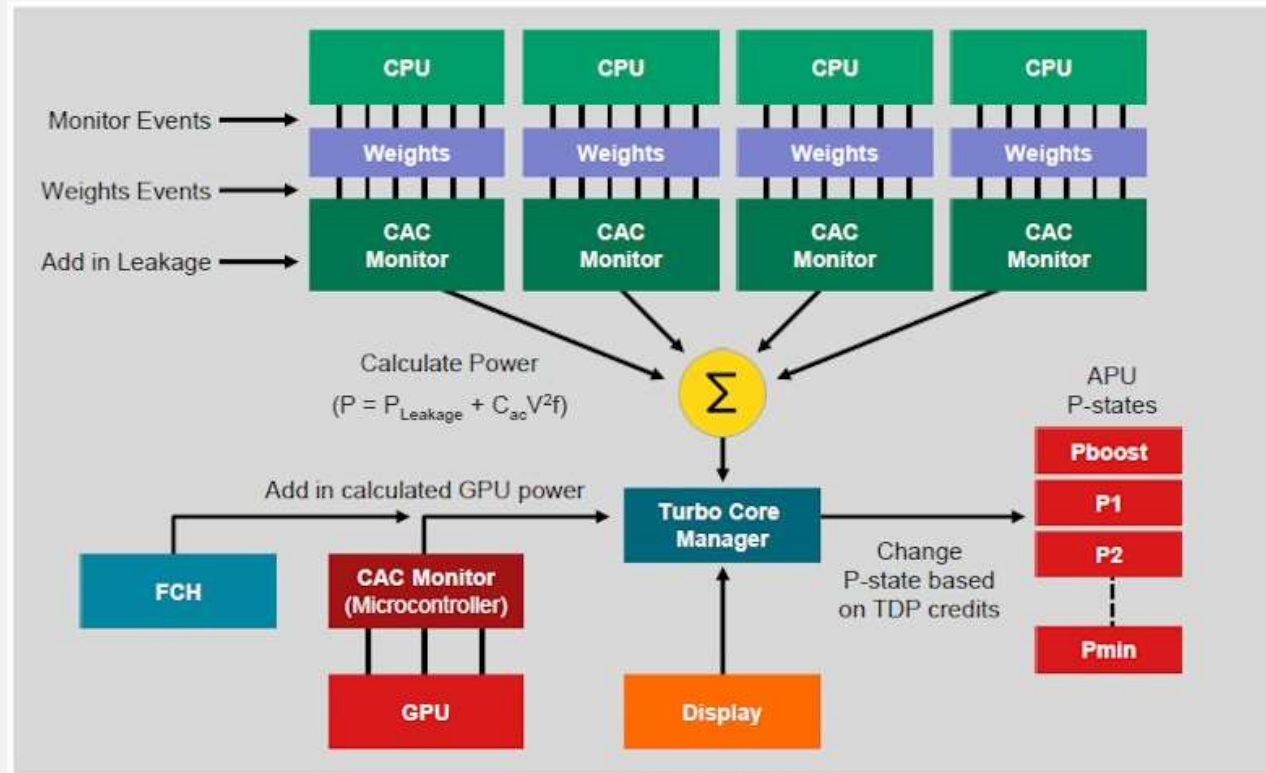 CPU
CPU
CPU
CPU
Monitor Events
Weights
Weights
Weights
Weights
Weights Events
CAC
Monitor
CAC
Monitor
CAC
Monitor
CAC
Monitor
Add in Leakage
Calculate Power
(P = P_Leakage + C_acV²f)
Σ
APU
P-states
Pboost
P1
P2
Pmin
Add in calculated GPU power
Turbo Core
Manager
Change
P-state based
on TDP credits
FCH
CAC Monitor
(Microcontroller)
GPU
Display